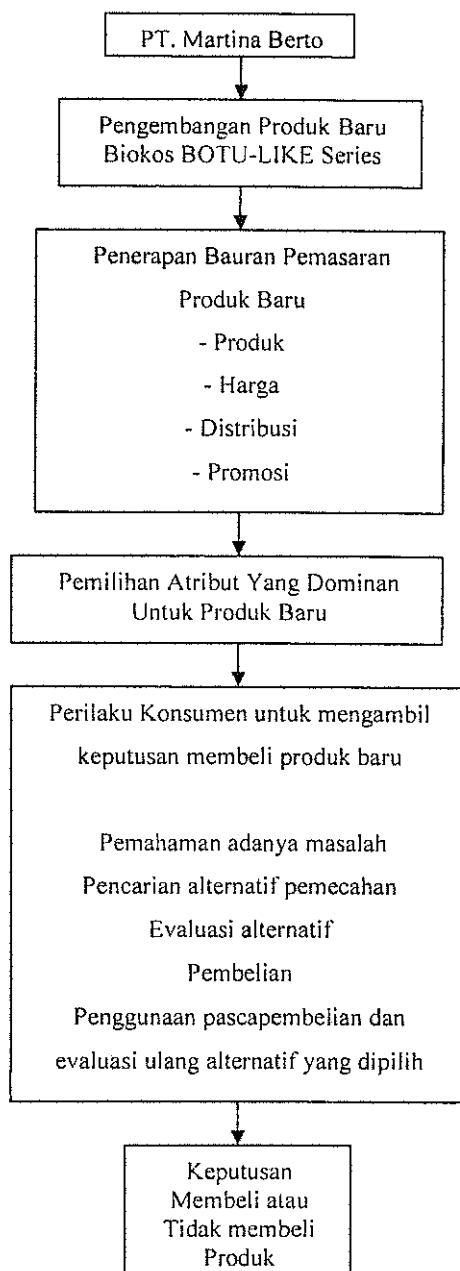 PT. Martina Berto
Pengembangan Produk Baru
Biokos BOTU-LIKE Series
Penerapan Bauran Pemasaran
Produk Baru
- Produk
- Harga
- Distribusi
- Promosi
Pemilihan Atribut Yang Dominan
Untuk Produk Baru
Perilaku Konsumen untuk mengambil
keputusan membeli produk baru
Pemahaman adanya masalah
Pencarian alternatif pemecahan
Evaluasi alternatif
Pembelian
Penggunaan pascapembelian dan
evaluasi ulang alternatif yang dipilih
Keputusan
Membeli atau
Tidak membeli
Produk